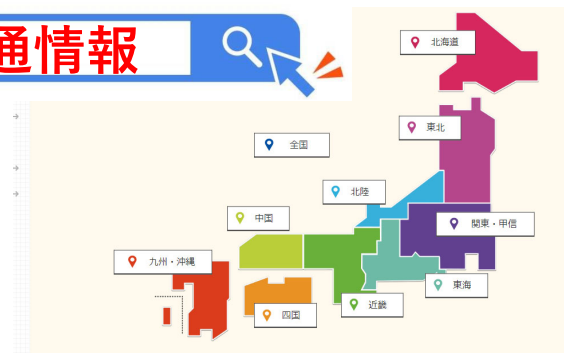 通情報
北海道
東北
全国
北陸
中国
関東・甲信
九州・沖縄
東海
近畿
四国